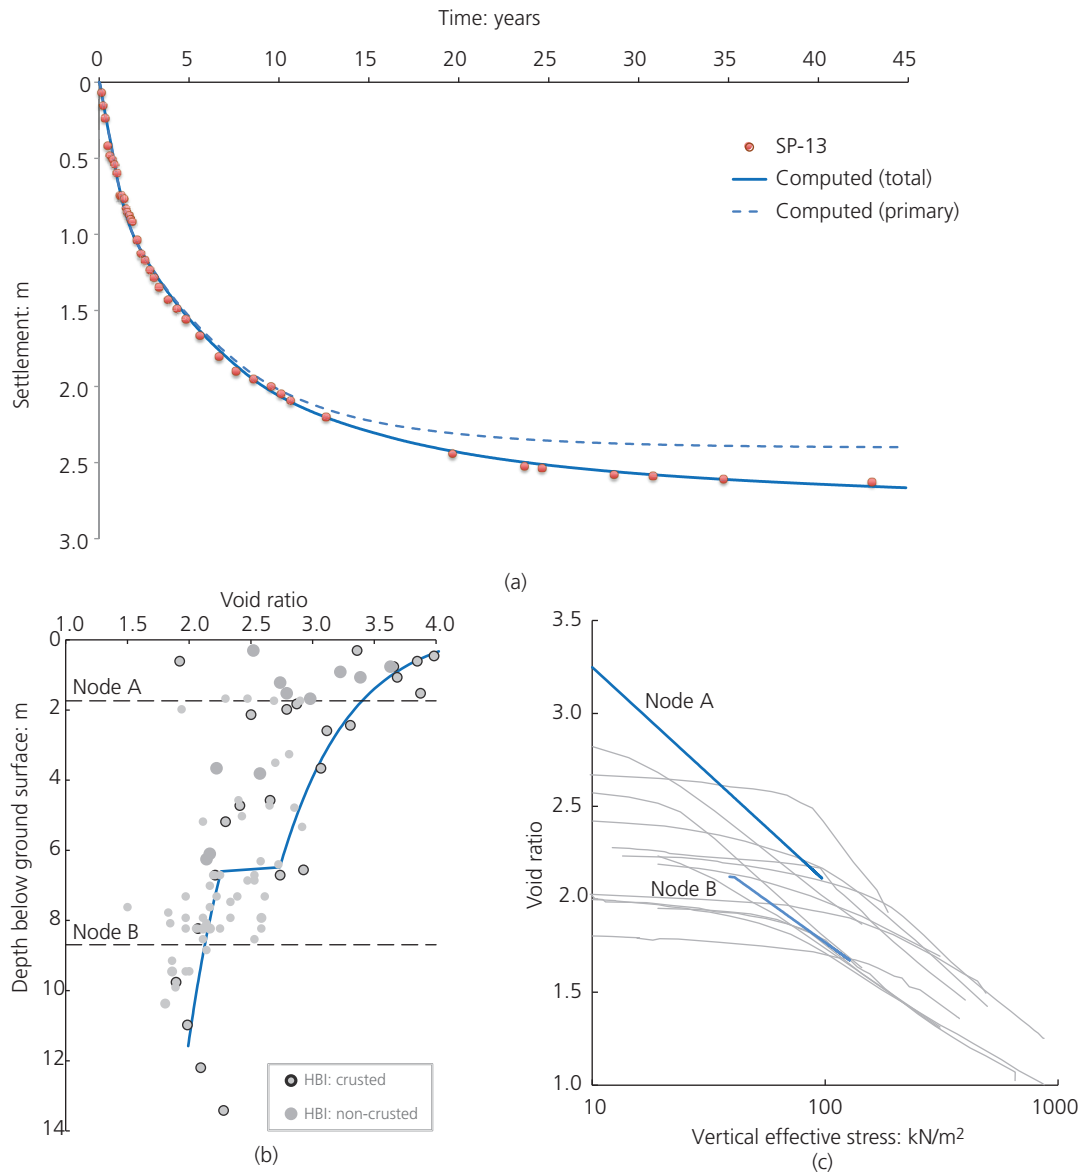 Time: years
0 5 10 15 20 25 30 35 40 45
0
0.5
1.0
1.5
2.0
2.5
3.0
Settlement: m
SP-13
Computed (total)
Computed (primary)
(a)
Void ratio
1.0 1.5 2.0 2.5 3.0 3.5 4.0
0
2
4
6
8
10
12
14
Depth below ground surface: m
Node A
Node B
HBI: crusted
HBI: non-crusted
(b)
3.5
3.0
2.5
2.0
1.5
1.0
Void ratio
Node A
Node B
10 100 1000
Vertical effective stress: kN/m2
(c)